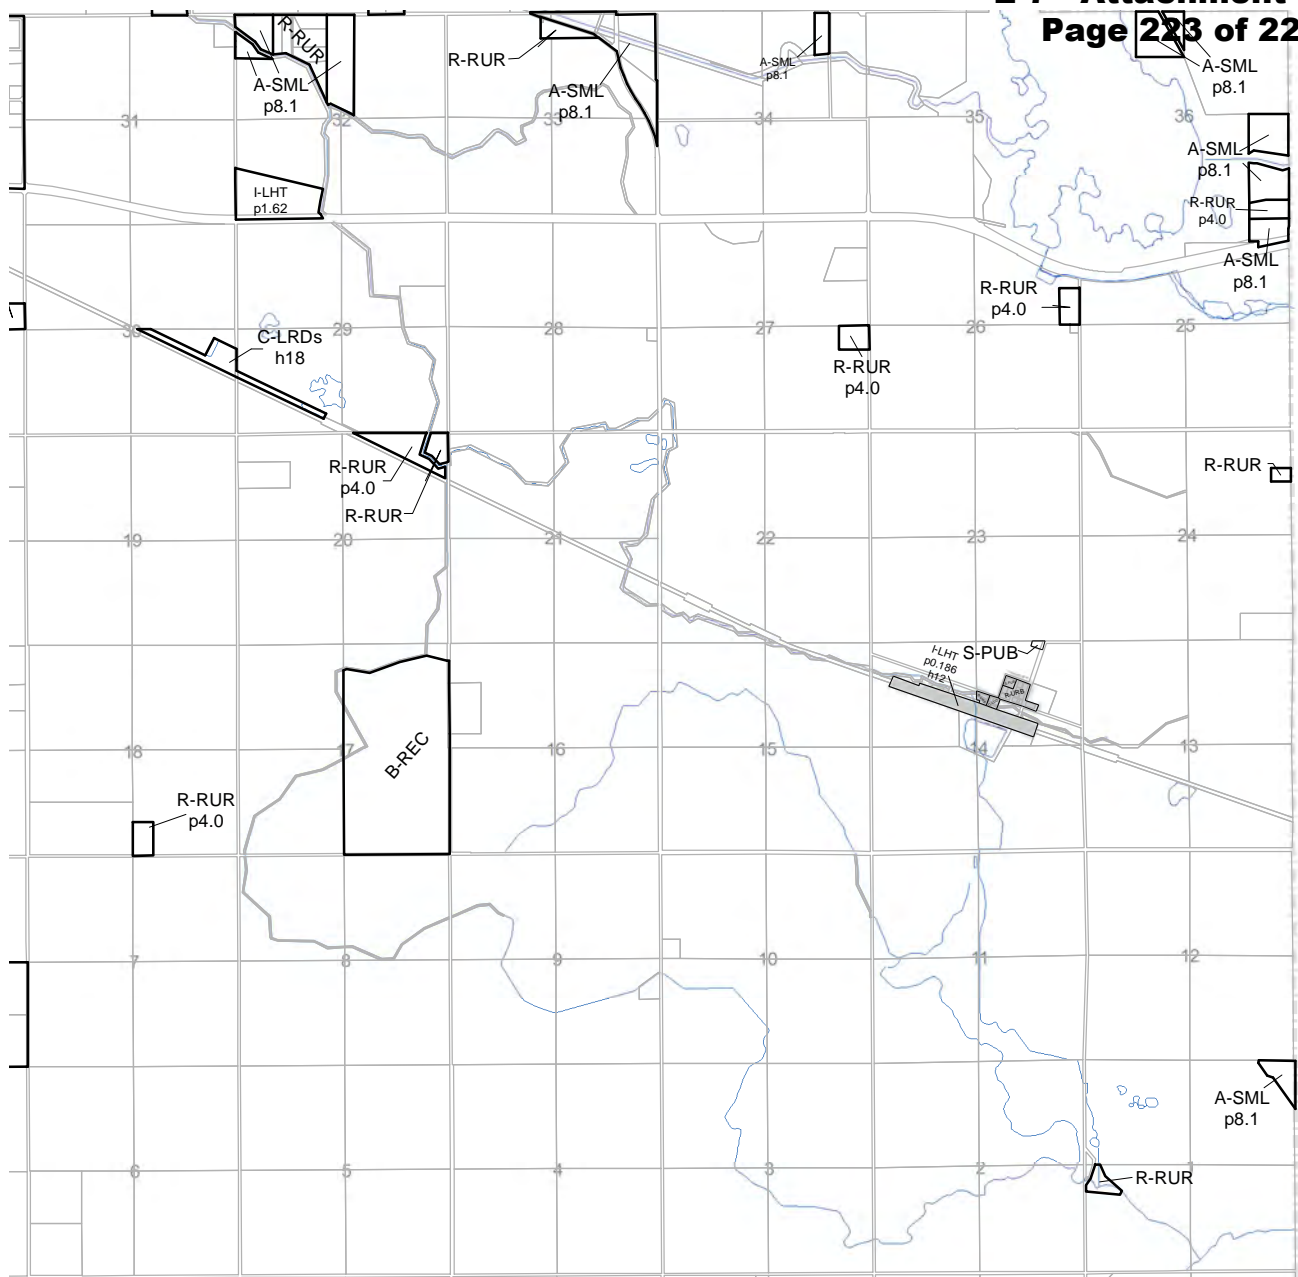 Page 223 of 22
R-RUR
R-RUR
A-SML
p8.1
A-SML
p8.1
A-SML
p8.1
A-SML
p8.1
31
32
33
34
35
36
A-SML
p8.1
R-RUR
p4.0
A-SML
p8.1
I-LHT
p1.62
R-RUR
p4.0
30
29
28
27
26
25
C-LRDs
h18
R-RUR
p4.0
R-RUR
p4.0
R-RUR
R-RUR
19
20
21
22
23
24
I-LHT
p0.186
h12
S-PUB
R-URB
18
17
16
15
14
13
B-REC
R-RUR
p4.0
7
8
9
10
11
12
A-SML
p8.1
6
5
4
3
2
1
R-RUR